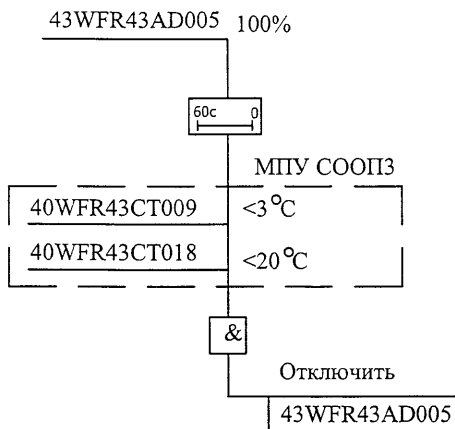 43WFR43AD005 100%
60с 0
МПУ СООПЗ
40WFR43CT009 <3°C
40WFR43CT018 <20°C
&
Отключить
43WFR43AD005